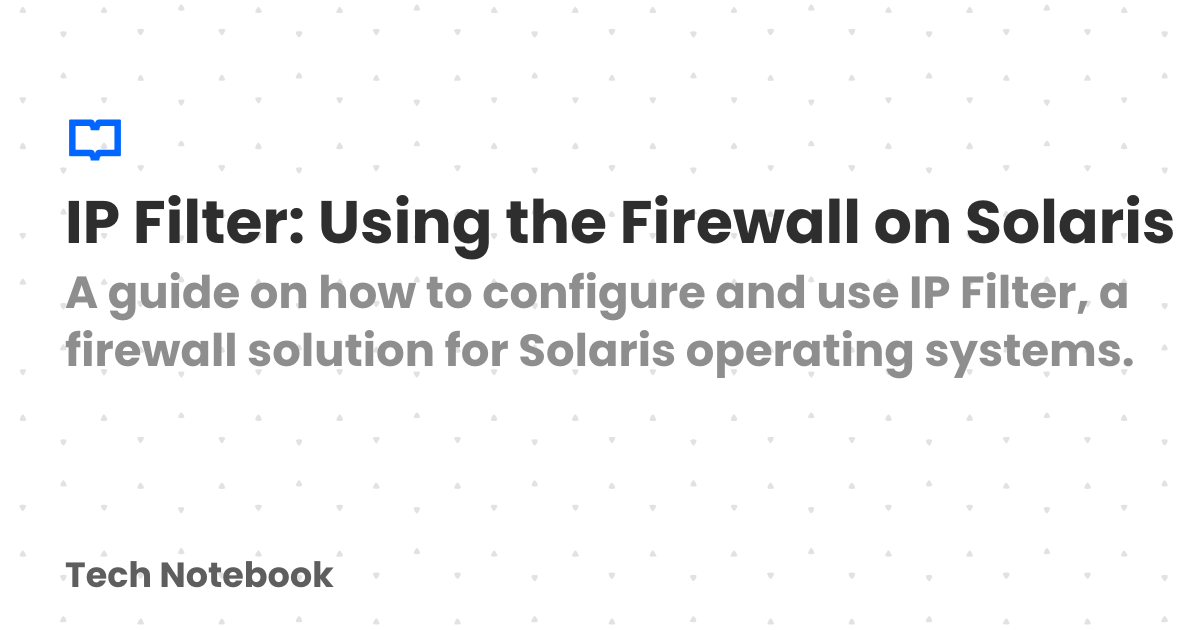 IP Filter: Using the Firewall on Solaris
A guide on how to configure and use IP Filter, a
firewall solution for Solaris operating systems.
Tech Notebook